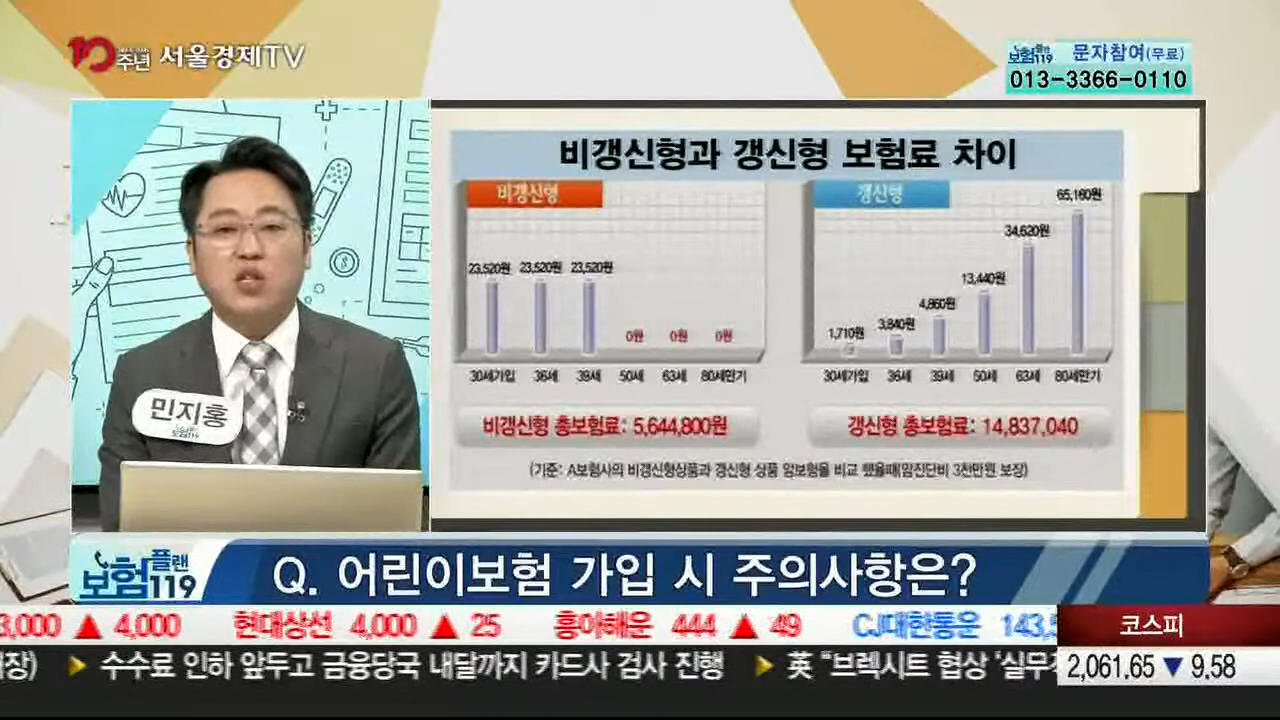 10주년 서울경제TV
보험플랜119 문자참여(무료)
013-3366-0110
비갱신형과 갱신형 보험료 차이
비갱신형
23,520원 23,520원 23,520원 0원 0원 0원
30세가입 36세 39세 50세 63세 80세만기
비갱신형 총보험료: 5,644,800원
갱신형
1,710원 3,840원 4,860원 13,440원 34,620원 65,160원
30세가입 36세 39세 50세 63세 80세만기
갱신형 총보험료: 14,837,040
(기준: A보험사의 비갱신형상품과 갱신형 상품 암보험을 비교 했을때(암진단비 3천만원 보장)
민지홍
보험119
보험플랜119
Q. 어린이보험 가입 시 주의사항은?
3,000 ▲ 4,000 현대상선 4,000 ▲ 25 흥아해운 444 ▲ 49 CJ대한통운 143,5
코스피
장) ▶ 수수료 인하 앞두고 금융당국 내달까지 카드사 검사 진행 ▶ 英 “브렉시트 협상 ‘실무
2,061.65 ▼ 9.58